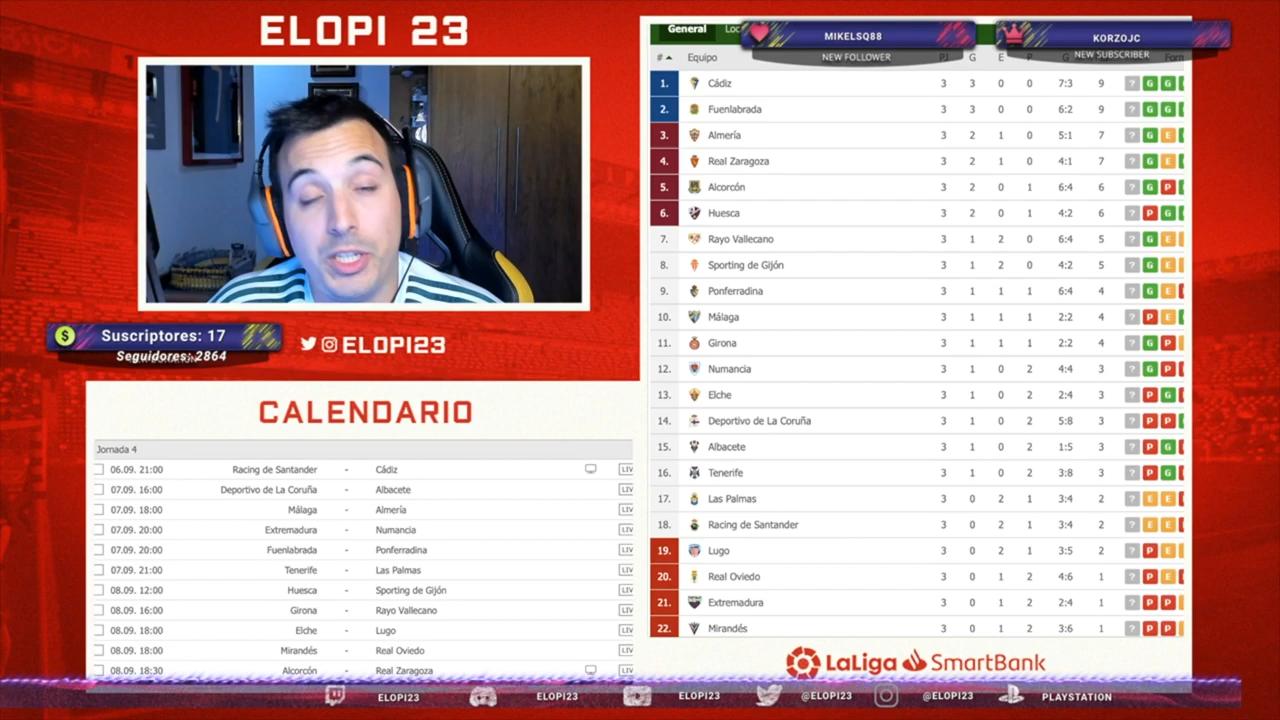 ELOPI 23
Suscriptores: 17
Seguidores: 2864
ELOPI23
CALENDARIO
Jornada 4
06.09. 21:00 Racing de Santander - Cádiz LIV
07.09. 16:00 Deportivo de La Coruña - Albacete LIV
07.09. 18:00 Málaga - Almería LIV
07.09. 20:00 Extremadura - Numancia LIV
07.09. 20:00 Fuenlabrada - Ponferradina LIV
07.09. 21:00 Tenerife - Las Palmas LIV
08.09. 12:00 Huesca - Sporting de Gijón LIV
08.09. 16:00 Girona - Rayo Vallecano LIV
08.09. 18:00 Elche - Lugo LIV
08.09. 18:00 Mirandés - Real Oviedo LIV
08.09. 18:30 Alcorcón - Real Zaragoza LIV
General Loc
MIKELSQ88
NEW FOLLOWER
KORZOJC
NEW SUBSCRIBER
# Equipo PJ G E P G
1. Cádiz 3 3 0 0 7:3 9 ? G G
2. Fuenlabrada 3 3 0 0 6:2 9 ? G G
3. Almería 3 2 1 0 5:1 7 ? G E
4. Real Zaragoza 3 2 1 0 4:1 7 ? G E
5. Alcorcón 3 2 0 1 6:4 6 ? G P
6. Huesca 3 2 0 1 4:2 6 ? P G
7. Rayo Vallecano 3 1 2 0 6:4 5 ? G E
8. Sporting de Gijón 3 1 2 0 4:2 5 ? G E
9. Ponferradina 3 1 1 1 6:4 4 ? G E
10. Málaga 3 1 1 1 2:2 4 ? P E
11. Girona 3 1 1 1 2:2 4 ? G P
12. Numancia 3 1 0 2 4:4 3 ? G P
13. Elche 3 1 0 2 2:4 3 ? P G
14. Deportivo de La Coruña 3 1 0 2 5:8 3 ? P P
15. Albacete 3 1 0 2 1:5 3 ? P G
16. Tenerife 3 1 0 2 3:8 3 ? P G
17. Las Palmas 3 0 2 1 3:4 2 ? E E
18. Racing de Santander 3 0 2 1 3:4 2 ? E E
19. Lugo 3 0 2 1 3:5 2 ? P E
20. Real Oviedo 3 0 1 2 4:6 1 ? P E
21. Extremadura 3 0 1 2 2:4 1 ? P P
22. Mirandés 3 0 1 2 3:6 1 ? P P
LaLiga SmartBank
ELOPI23 ELOPI23 ELOPI23 @ELOPI23 @ELOPI23 PLAYSTATION